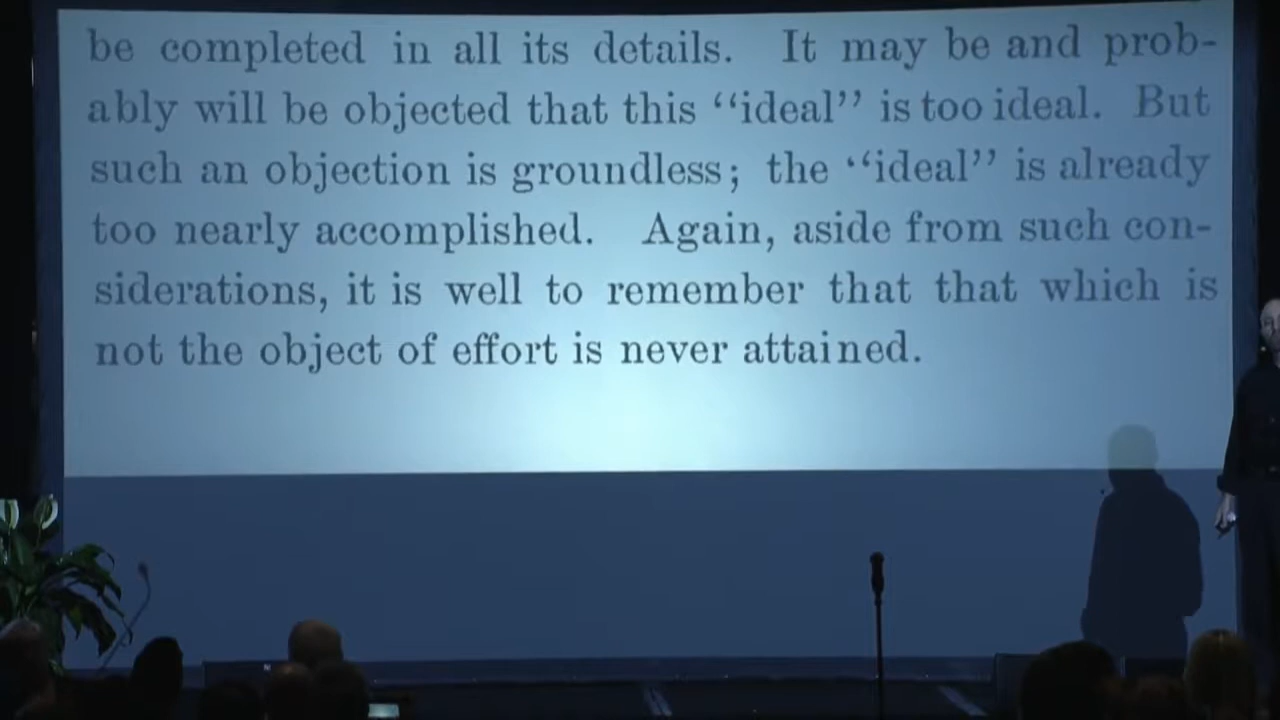 be completed in all its details. It may be and prob-
ably will be objected that this “ideal” is too ideal. But
such an objection is groundless; the “ideal” is already
too nearly accomplished. Again, aside from such con-
siderations, it is well to remember that that which is
not the object of effort is never attained.